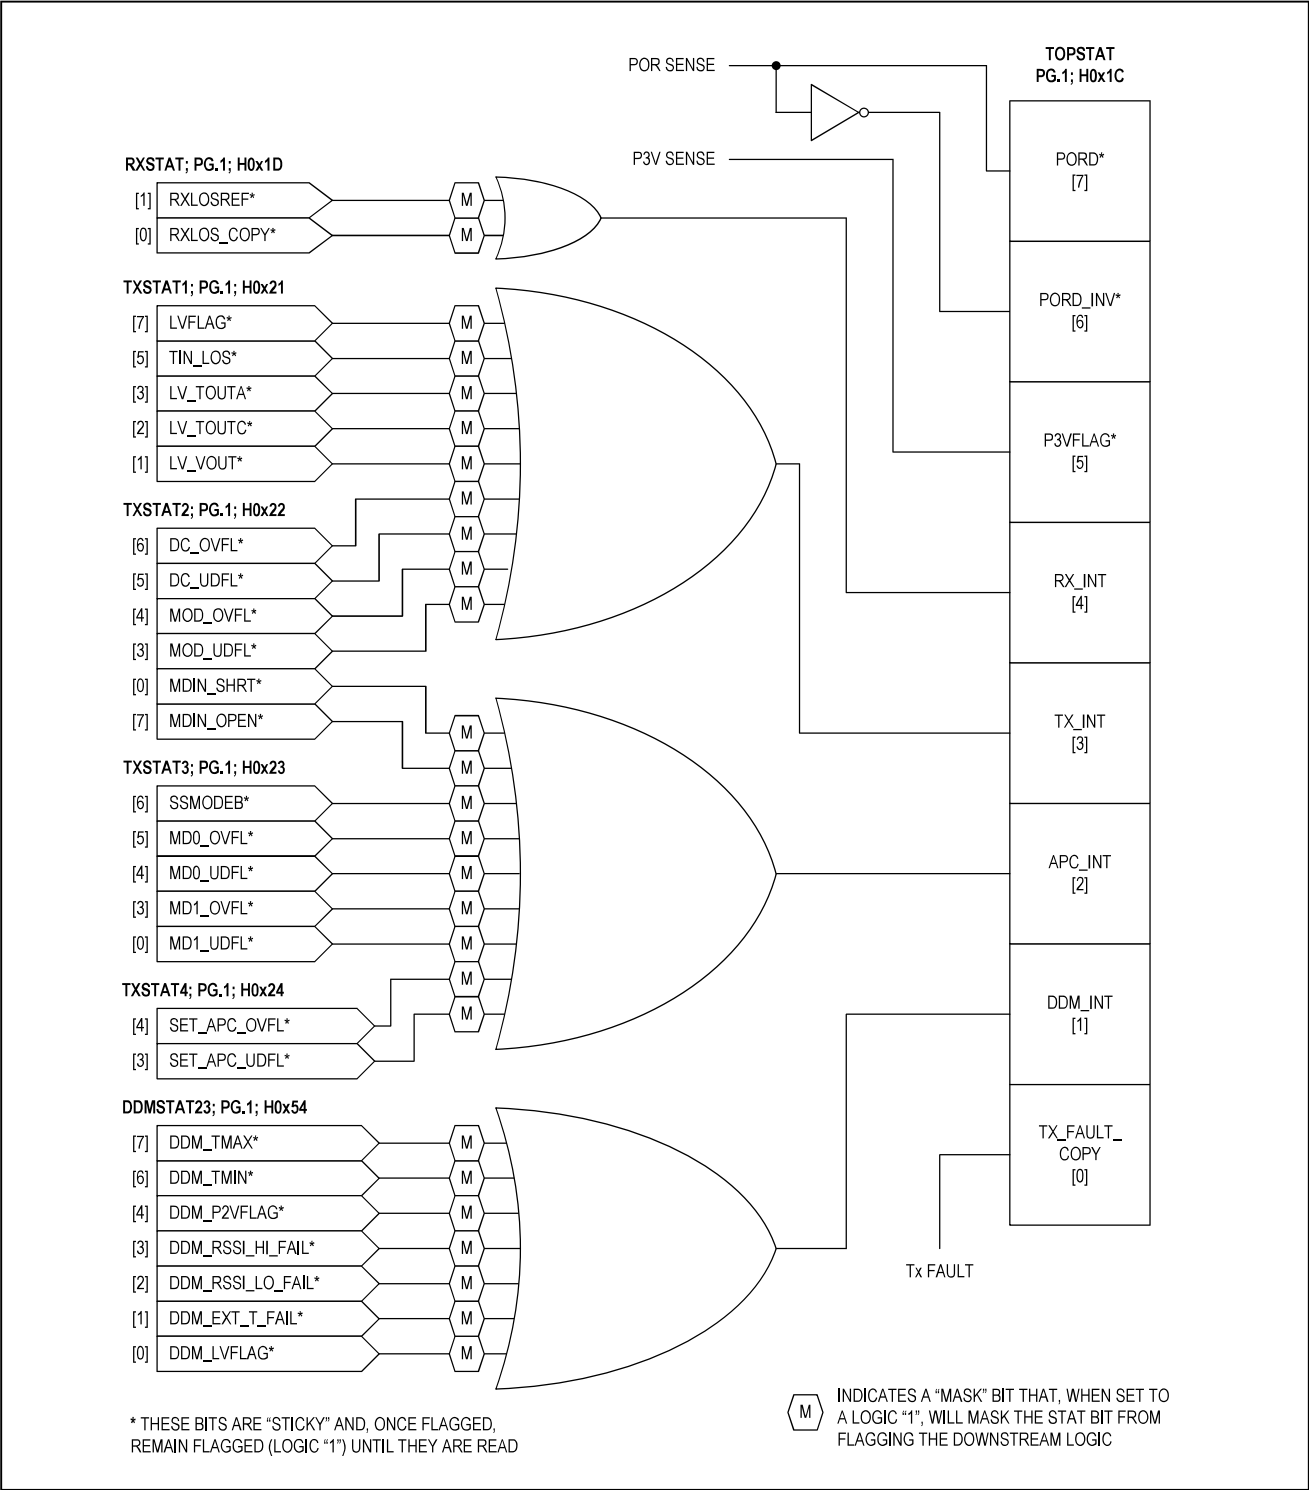 POR SENSE
P3V SENSE
TOPSTAT
PG.1; H0x1C
PORD*
[7]
PORD_INV*
[6]
P3VFLAG*
[5]
RX_INT
[4]
TX_INT
[3]
APC_INT
[2]
DDM_INT
[1]
TX_FAULT_
COPY
[0]
Tx FAULT
RXSTAT; PG.1; H0x1D
[1] RXLOSREF* M
[0] RXLOS_COPY* M
TXSTAT1; PG.1; H0x21
[7] LVFLAG* M
[5] TIN_LOS* M
[3] LV_TOUTA* M
[2] LV_TOUTC* M
[1] LV_VOUT* M
TXSTAT2; PG.1; H0x22
[6] DC_OVFL* M
[5] DC_UDFL* M
[4] MOD_OVFL* M
[3] MOD_UDFL* M
[0] MDIN_SHRT* M
[7] MDIN_OPEN* M
TXSTAT3; PG.1; H0x23
[6] SSMODEB* M
[5] MD0_OVFL* M
[4] MD0_UDFL* M
[3] MD1_OVFL* M
[0] MD1_UDFL* M
TXSTAT4; PG.1; H0x24
[4] SET_APC_OVFL* M
[3] SET_APC_UDFL* M
DDMSTAT23; PG.1; H0x54
[7] DDM_TMAX* M
[6] DDM_TMIN* M
[4] DDM_P2VFLAG* M
[3] DDM_RSSI_HI_FAIL* M
[2] DDM_RSSI_LO_FAIL* M
[1] DDM_EXT_T_FAIL* M
[0] DDM_LVFLAG* M
* THESE BITS ARE “STICKY” AND, ONCE FLAGGED,
REMAIN FLAGGED (LOGIC “1”) UNTIL THEY ARE READ
M
INDICATES A “MASK” BIT THAT, WHEN SET TO
A LOGIC “1”, WILL MASK THE STAT BIT FROM
FLAGGING THE DOWNSTREAM LOGIC